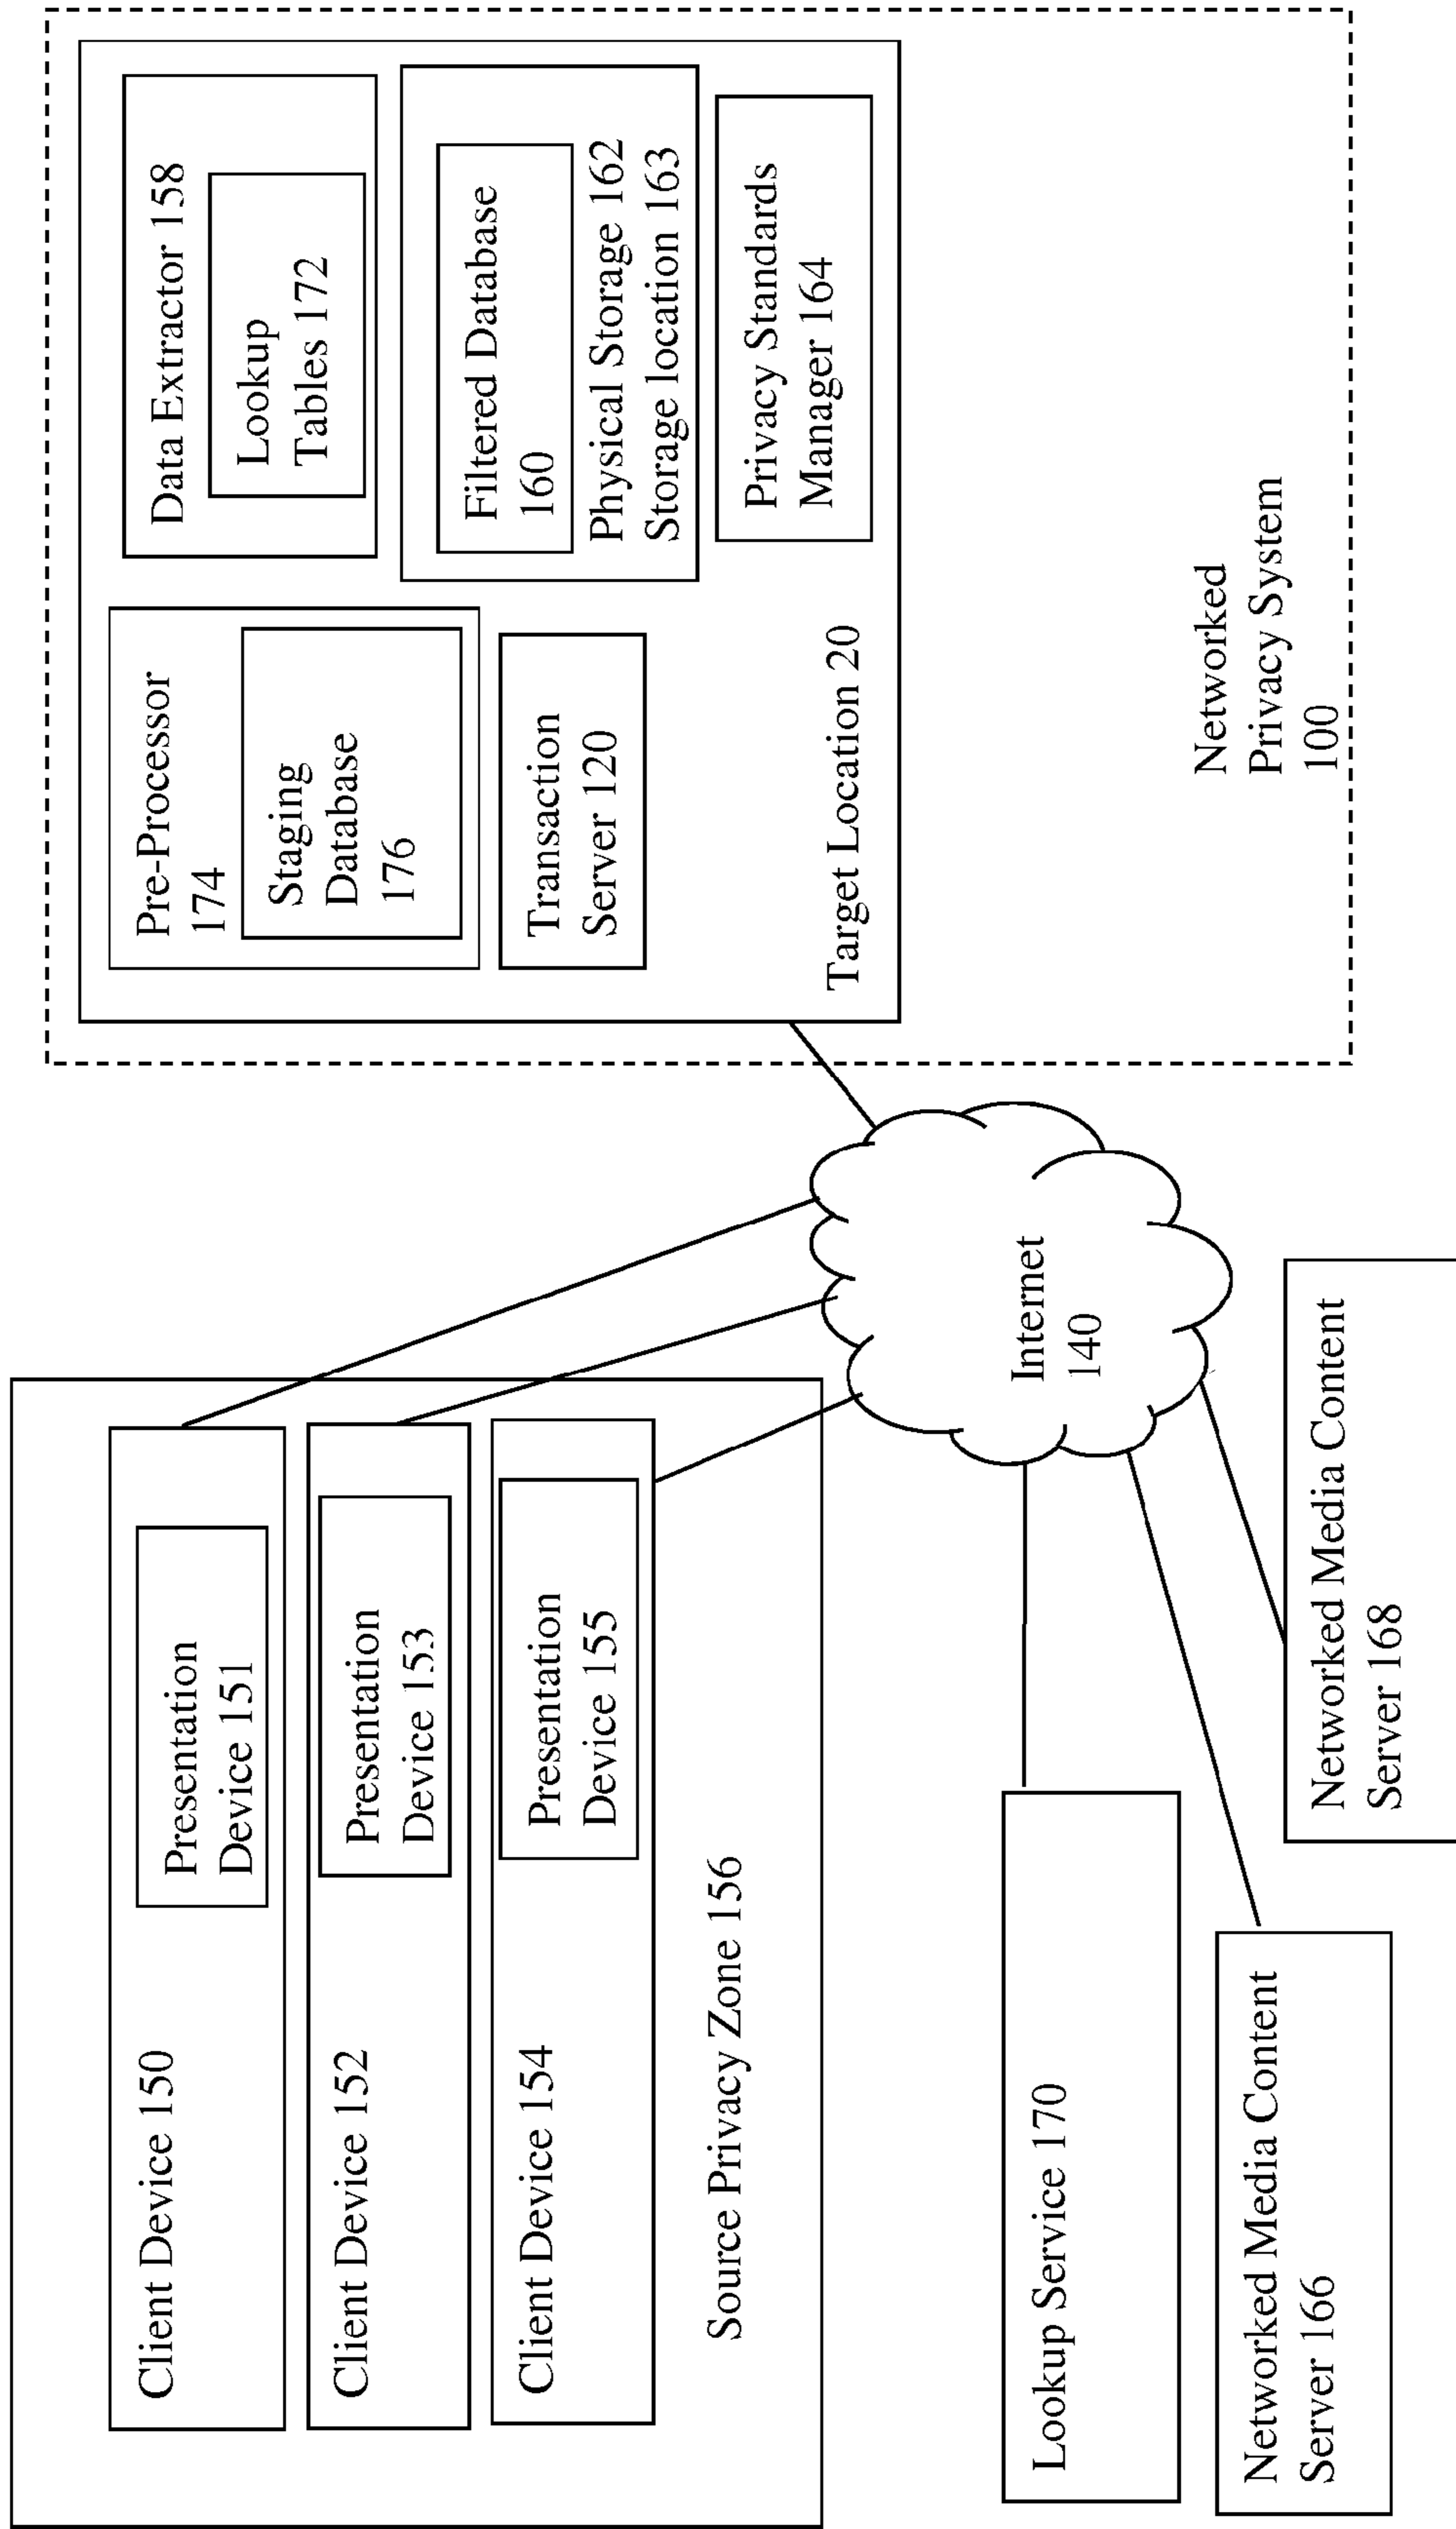 Client Device 150
Presentation
Device 151
Client Device 152
Presentation
Device 153
Client Device 154
Presentation
Device 155
Source Privacy Zone 156
Lookup Service 170
Networked Media Content
Server 166
Networked Media Content
Server 168
Internet
140
Pre-Processor
174
Staging
Database
176
Transaction
Server 120
Target Location 20
Data Extractor 158
Lookup
Tables 172
Filtered Database
160
Physical Storage 162
Storage location 163
Privacy Standards
Manager 164
Networked
Privacy System
100